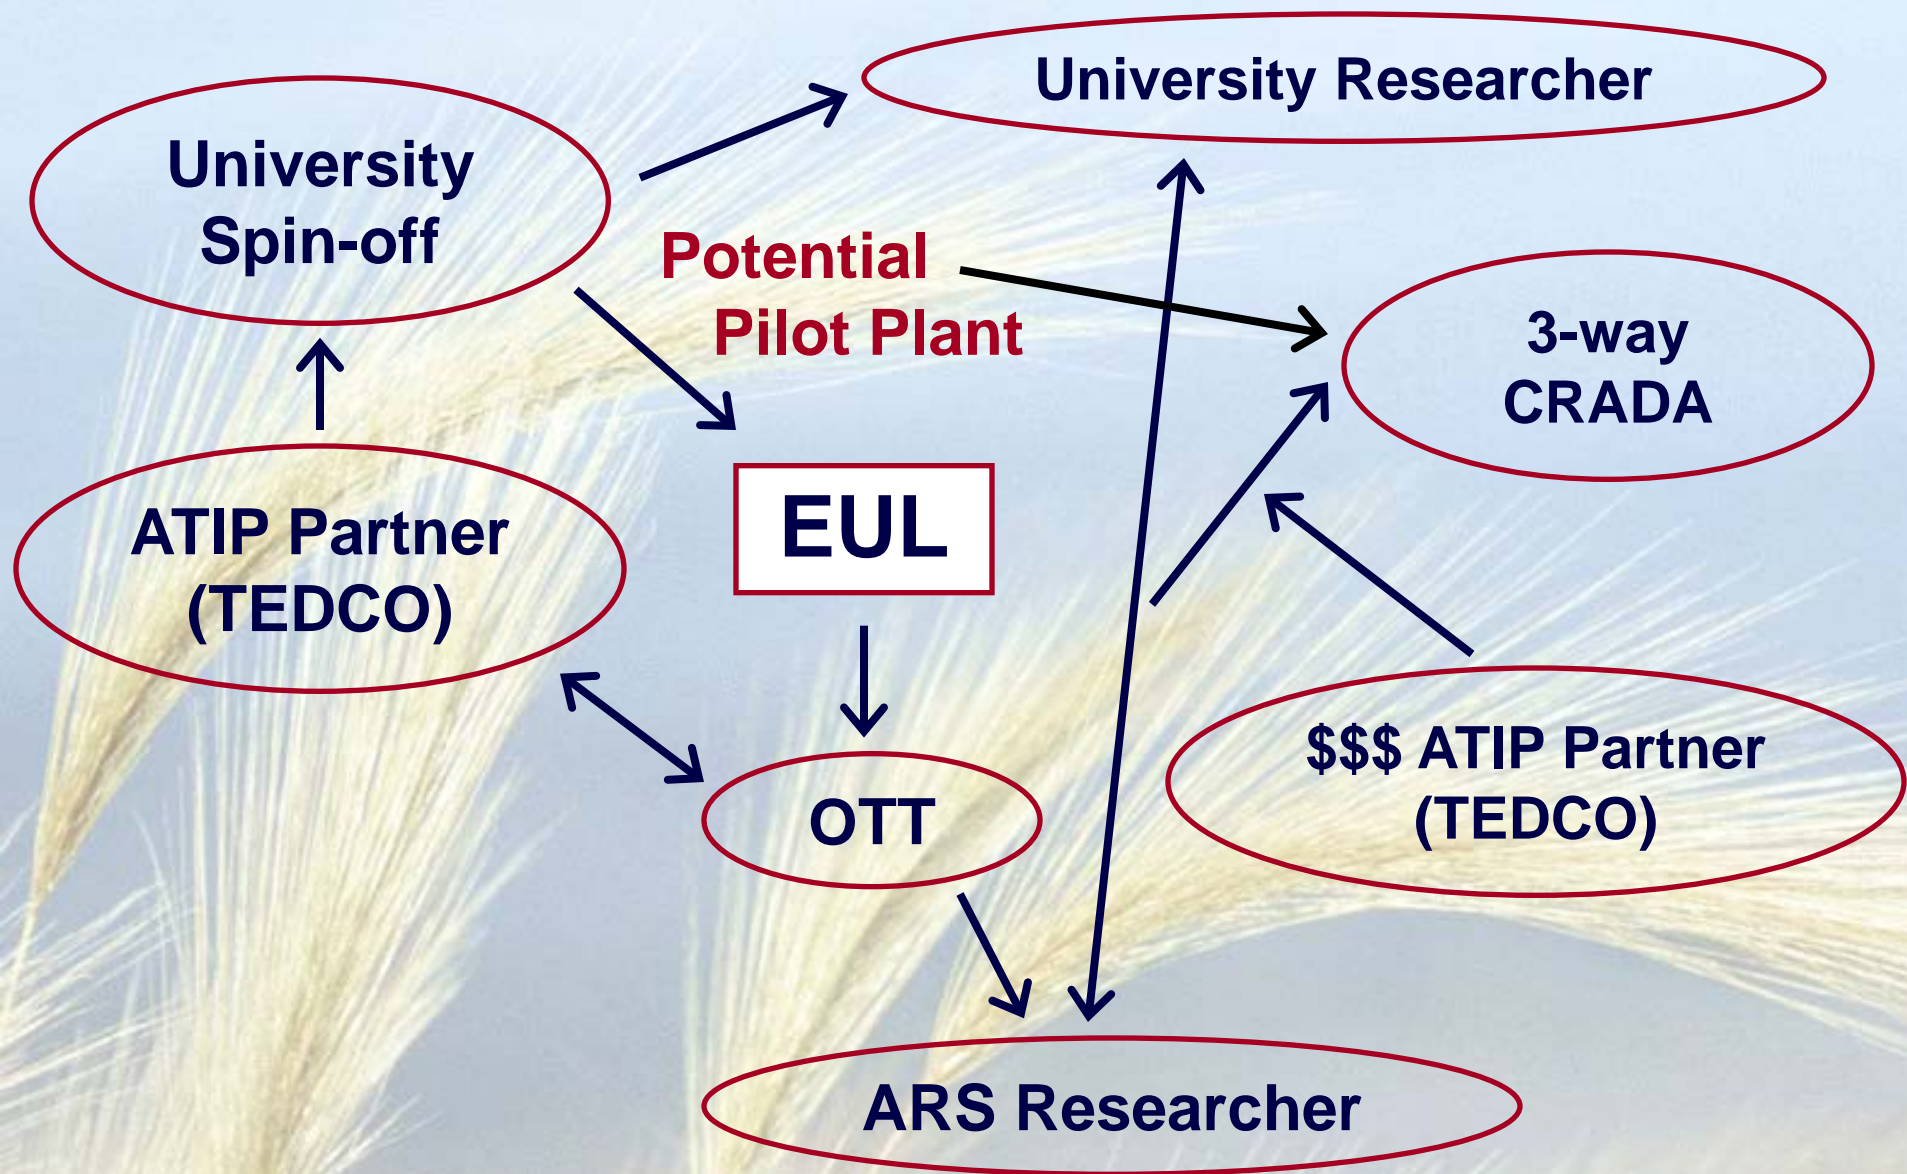 University Researcher
University
Spin-off
Potential
Pilot Plant
3-way
CRADA
EUL
ATIP Partner
(TEDCO)
$$$ ATIP Partner
(TEDCO)
OTT
ARS Researcher